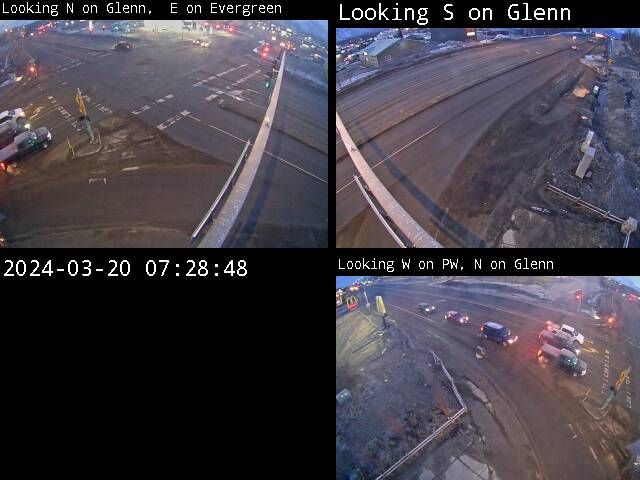 Looking N on Glenn, E on Evergreen
Looking S on Glenn
2024-03-20 07:28:48
Looking W on PW, N on Glenn